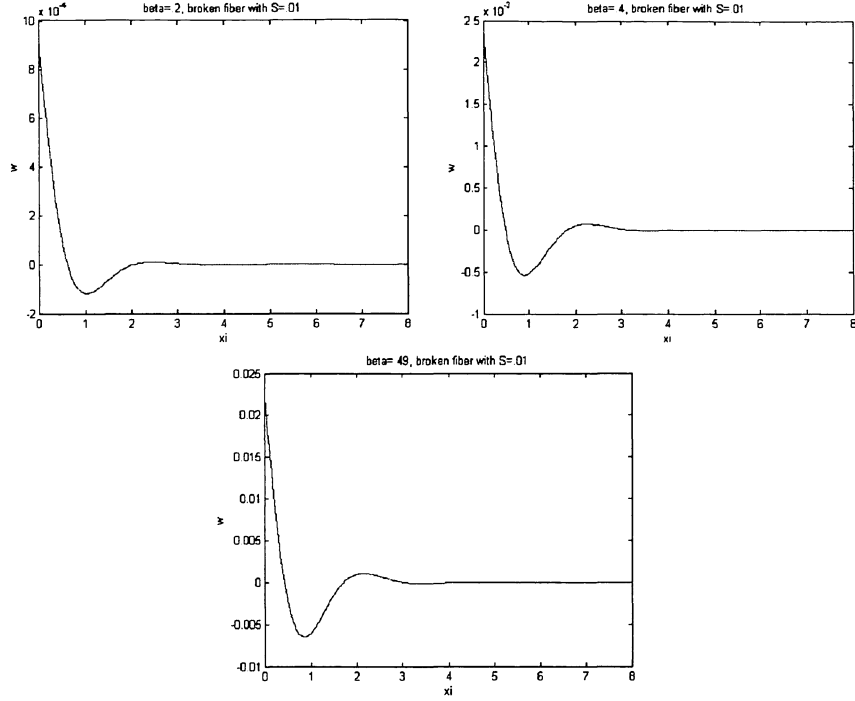 beta= 2, broken fiber with S=.01
x 10^-4
10
8
6
4
2
0
-2
w
0 1 2 3 4 5 6 7 8
xi
beta= 4, broken fiber with S=.01
x 10^-3
2.5
2
1.5
1
0.5
0
-0.5
-1
w
0 1 2 3 4 5 6 7 8
xi
beta= 49, broken fiber with S=.01
0.025
0.02
0.015
0.01
0.005
0
-0.005
-0.01
w
0 1 2 3 4 5 6 7 8
xi